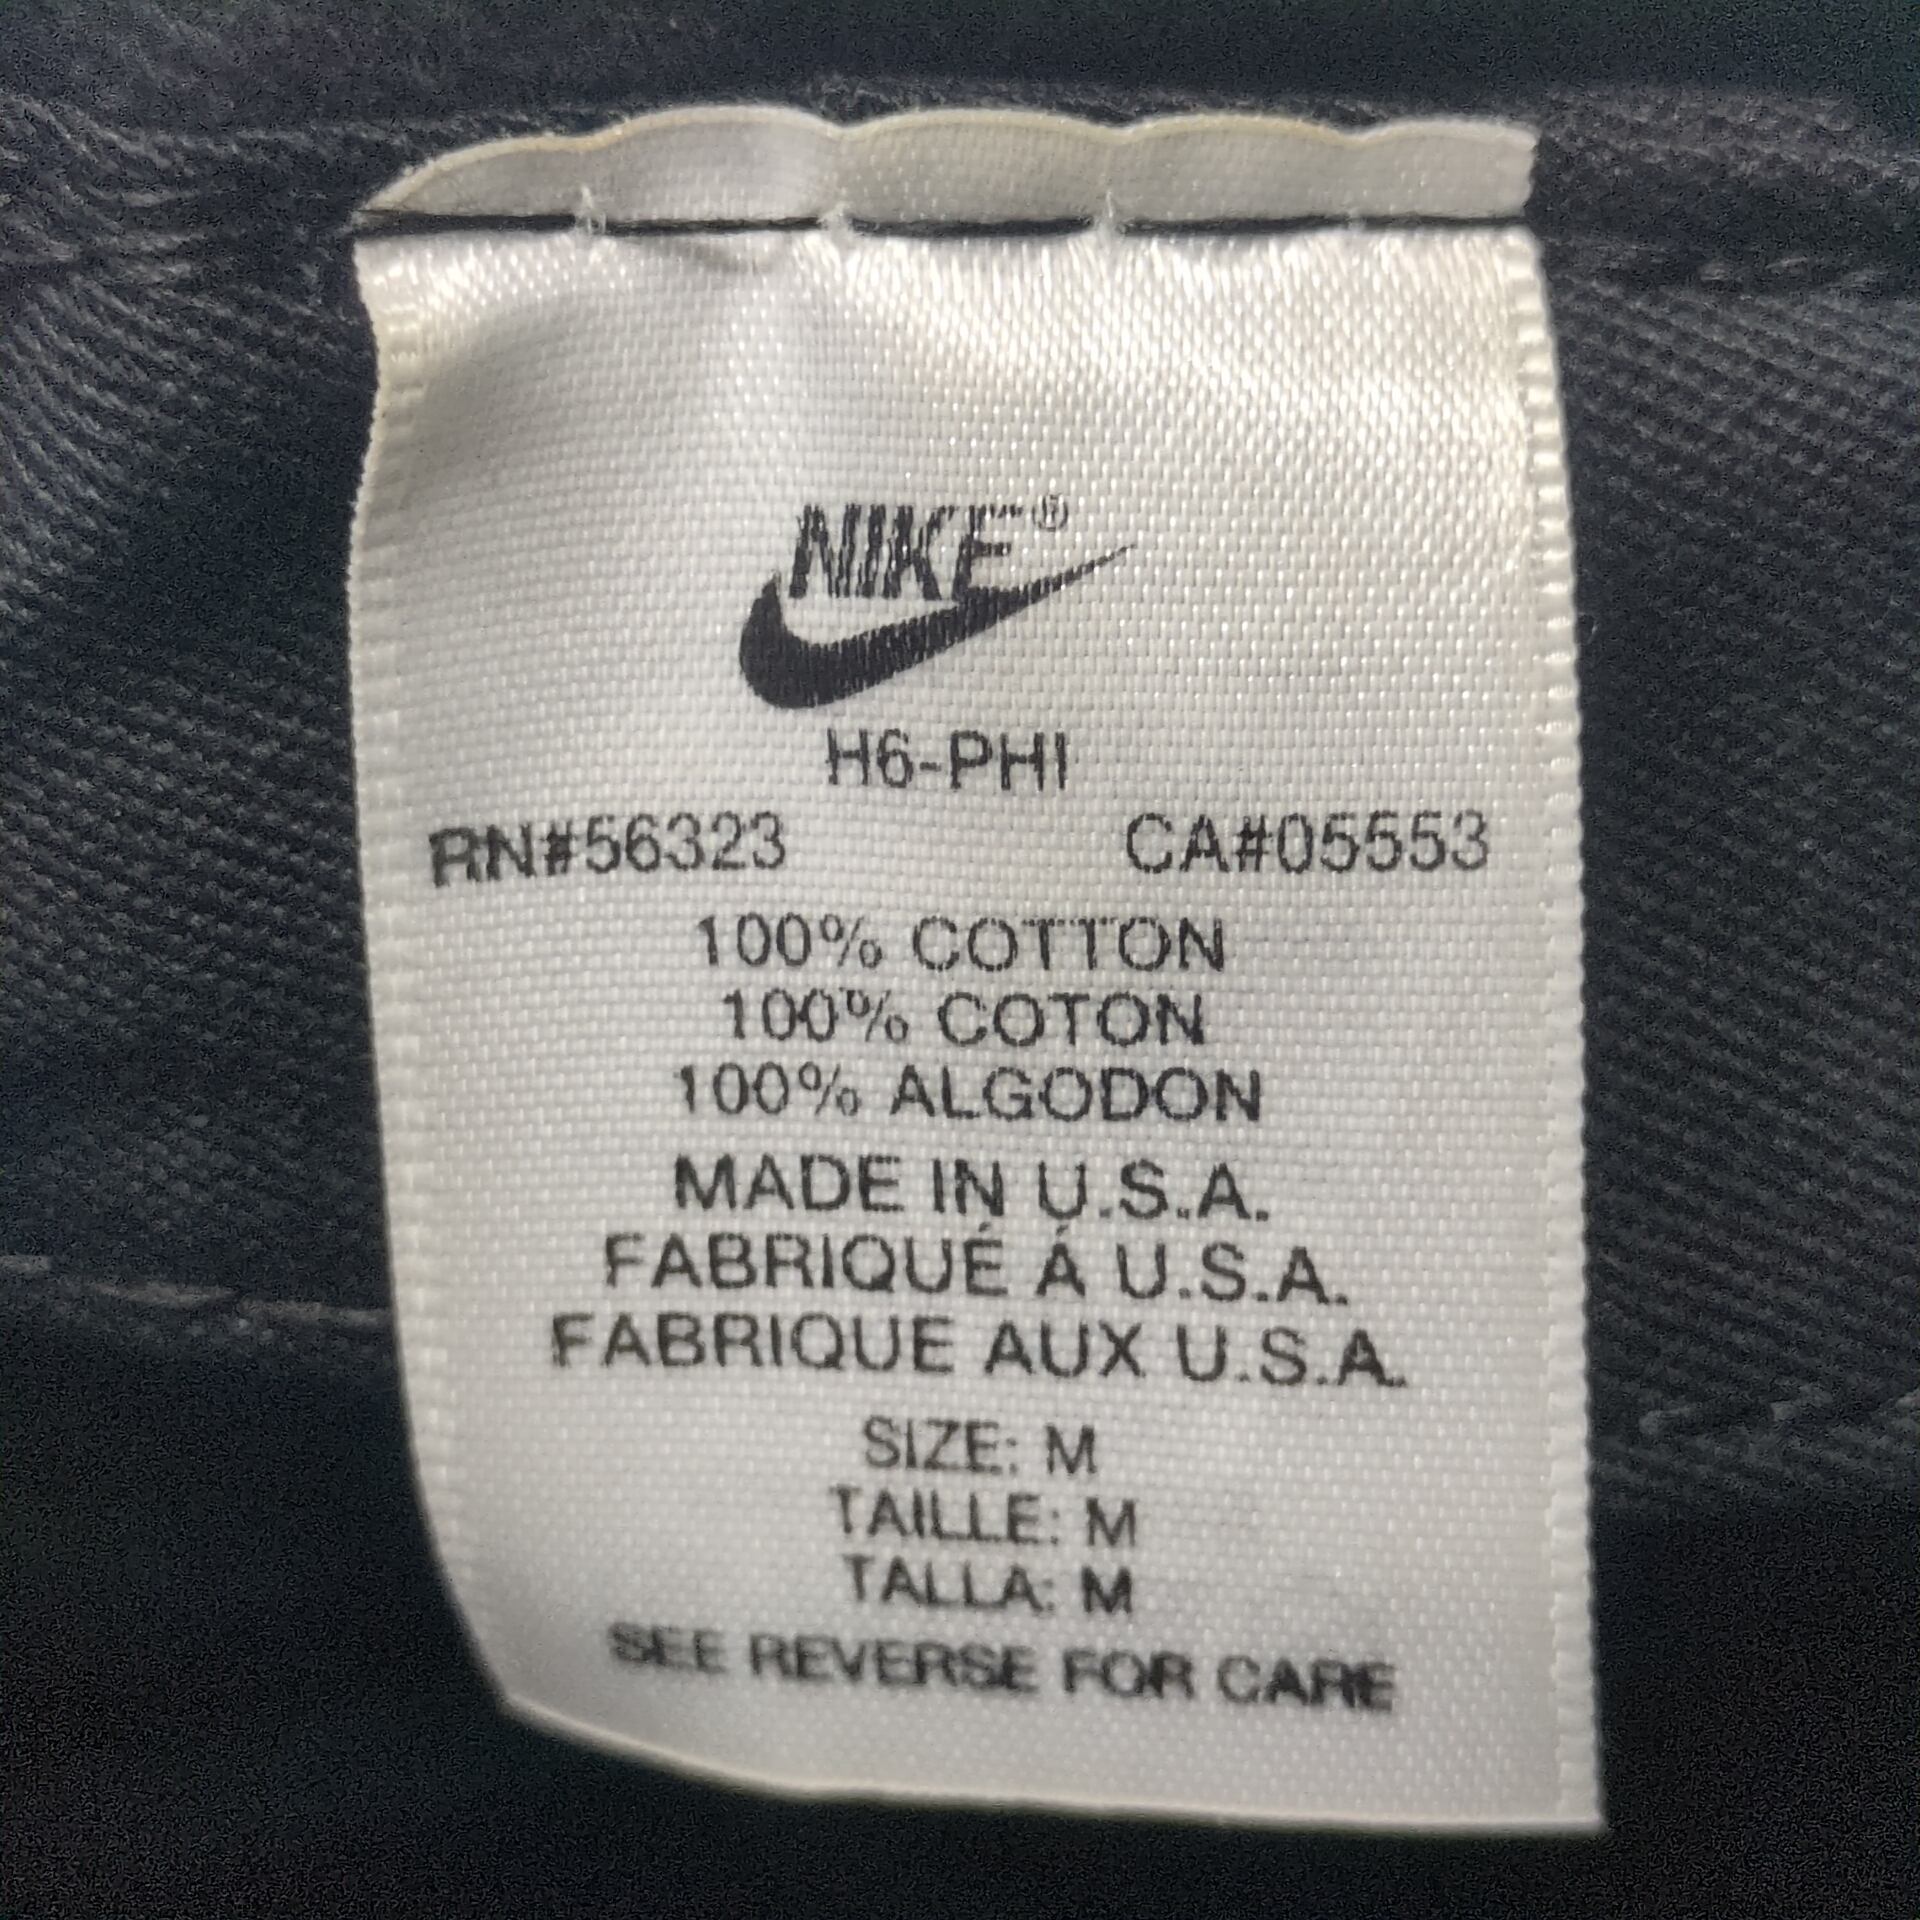 NIKE®
H6-PHI
RN#56323 CA#05553
100% COTTON
100% COTON
100% ALGODON
MADE IN U.S.A.
FABRIQUÉ Á U.S.A.
FABRIQUE AUX U.S.A.
SIZE: M
TAILLE: M
TALLA: M
SEE REVERSE FOR CARE